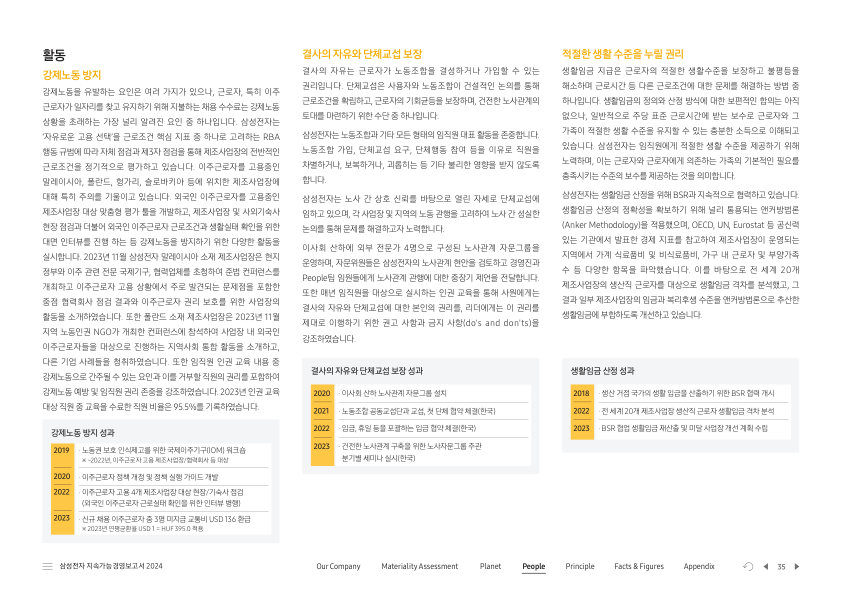 활동
강제노동 방지
강제노동을 유발하는 요인은 여러 가지가 있으나, 근로자, 특히 이주
근로자가 일자리를 찾고 유지하기 위해 지불하는 채용 수수료는 강제노동
상황을 초래하는 가장 널리 알려진 요인 중 하나입니다. 삼성전자는
‘자유로운 고용 선택’을 근로조건 핵심 지표 중 하나로 고려하는 RBA
행동 규범에 따라 자체 점검과 제3자 점검을 통해 제조사업장의 전반적인
근로조건을 정기적으로 평가하고 있습니다. 이주근로자를 고용중인
말레이시아, 폴란드, 헝가리, 슬로바키아 등에 위치한 제조사업장에
대해 특히 주의를 기울이고 있습니다. 외국인 이주근로자를 고용중인
제조사업장 대상 맞춤형 평가 툴을 개발하고, 제조사업장 및 사외기숙사
현장 점검과 더불어 외국인 이주근로자 근로조건과 생활실태 확인을 위한
대면 인터뷰를 진행 하는 등 강제노동을 방지하기 위한 다양한 활동을
실시합니다. 2023년 11월 삼성전자 말레이시아 소재 제조사업장은 현지
정부와 이주 관련 전문 국제기구, 협력업체를 초청하여 준법 컨퍼런스를
개최하고 이주근로자 고용 상황에서 주로 발견되는 문제점을 포함한
중점 협력회사 점검 결과와 이주근로자 권리 보호를 위한 사업장의
활동을 소개하였습니다. 또한 폴란드 소재 제조사업장은 2023년 11월
지역 노동인권 NGO가 개최한 컨퍼런스에 참석하여 사업장 내 외국인
이주근로자들을 대상으로 진행하는 지역사회 통합 활동을 소개하고,
다른 기업 사례들을 청취하였습니다. 또한 임직원 인권 교육 내용 중
강제노동으로 간주될 수 있는 요인과 이를 거부할 직원의 권리를 포함하여
강제노동 예방 및 임직원 권리 존중을 강조하였습니다. 2023년 인권 교육
대상 직원 중 교육을 수료한 직원 비율은 95.5%를 기록하였습니다.
강제노동 방지 성과
2019 · 노동권 보호 인식제고를 위한 국제이주기구(IOM) 워크숍
※ ~2022년, 이주근로자 고용 제조사업장/협력회사 등 대상
2020 · 이주근로자 정책 개정 및 정책 실행 가이드 개발
2022 · 이주근로자 고용 4개 제조사업장 대상 현장/기숙사 점검
(외국인 이주근로자 근로실태 확인을 위한 인터뷰 병행)
2023 · 신규 채용 이주근로자 중 3명 미지급 교통비 USD 136 환급
※ 2023년 연평균환율 USD 1 = HUF 395.0 적용
결사의 자유와 단체교섭 보장
결사의 자유는 근로자가 노동조합을 결성하거나 가입할 수 있는
권리입니다. 단체교섭은 사용자와 노동조합이 건설적인 논의를 통해
근로조건을 확립하고, 근로자의 기회균등을 보장하며, 건전한 노사관계의
토대를 마련하기 위한 수단 중 하나입니다.
삼성전자는 노동조합과 기타 모든 형태의 임직원 대표 활동을 존중합니다.
노동조합 가입, 단체교섭 요구, 단체행동 참여 등을 이유로 직원을
차별하거나, 보복하거나, 괴롭히는 등 기타 불리한 영향을 받지 않도록
합니다.
삼성전자는 노사 간 상호 신뢰를 바탕으로 열린 자세로 단체교섭에
임하고 있으며, 각 사업장 및 지역의 노동 관행을 고려하여 노사 간 성실한
논의를 통해 문제를 해결하고자 노력합니다.
이사회 산하에 외부 전문가 4명으로 구성된 노사관계 자문그룹을
운영하며, 자문위원들은 삼성전자의 노사관계 현안을 검토하고 경영진과
People팀 임원들에게 노사관계 관행에 대한 중장기 제언을 전달합니다.
또한 매년 임직원을 대상으로 실시하는 인권 교육을 통해 사원에게는
결사의 자유와 단체교섭에 대한 본인의 권리를, 리더에게는 이 권리를
제대로 이행하기 위한 권고 사항과 금지 사항(do's and don'ts)을
강조하였습니다.
결사의 자유와 단체교섭 보장 성과
2020 · 이사회 산하 노사관계 자문그룹 설치
2021 · 노동조합 공동교섭단과 교섭, 첫 단체 협약 체결(한국)
2022 · 임금, 휴일 등을 포괄하는 임금 협약 체결(한국)
2023 · 건전한 노사관계 구축을 위한 노사자문그룹 주관
분기별 세미나 실시(한국)
적절한 생활 수준을 누릴 권리
생활임금 지급은 근로자의 적절한 생활수준을 보장하고 불평등을
해소하며 근로시간 등 다른 근로조건에 대한 문제를 해결하는 방법 중
하나입니다. 생활임금의 정의와 산정 방식에 대한 보편적인 합의는 아직
없으나, 일반적으로 주당 표준 근로시간에 받는 보수로 근로자와 그
가족이 적절한 생활 수준을 유지할 수 있는 충분한 소득으로 이해되고
있습니다. 삼성전자는 임직원에게 적절한 생활 수준을 제공하기 위해
노력하며, 이는 근로자와 근로자에게 의존하는 가족의 기본적인 필요를
충족시키는 수준의 보수를 제공하는 것을 의미합니다.
삼성전자는 생활임금 산정을 위해 BSR과 지속적으로 협력하고 있습니다.
생활임금 산정의 정확성을 확보하기 위해 널리 통용되는 앤커방법론
(Anker Methodology)을 적용했으며, OECD, UN, Eurostat 등 공신력
있는 기관에서 발표한 경제 지표를 참고하여 제조사업장이 운영되는
지역에서 가계 식료품비 및 비식료품비, 가구 내 근로자 및 부양가족
수 등 다양한 항목을 파악했습니다. 이를 바탕으로 전 세계 20개
제조사업장의 생산직 근로자를 대상으로 생활임금 격차를 분석했고, 그
결과 일부 제조사업장의 임금과 복리후생 수준을 앤커방법론으로 추산한
생활임금에 부합하도록 개선하고 있습니다.
생활임금 산정 성과
2018 · 생산 거점 국가의 생활 임금을 산출하기 위한 BSR 협력 개시
2022 · 전 세계 20개 제조사업장 생산직 근로자 생활임금 격차 분석
2023 · BSR 협업 생활임금 재산출 및 미달 사업장 개선 계획 수립
삼성전자 지속가능경영보고서 2024
Our Company Materiality Assessment Planet People Principle Facts & Figures Appendix 35